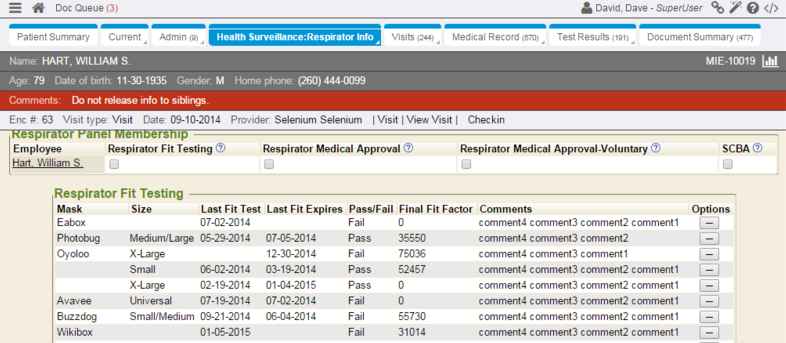 Doc Queue (3) David, Dave - SuperUser
Patient Summary Current Admin (9) Health Surveillance:Respirator Info Visits (244) Medical Record (570) Test Results (191) Document Summary (477)
Name: HART, WILLIAM S. MIE-10019
Age: 79 Date of birth: 11-30-1935 Gender: M Home phone: (260) 444-0099
Comments: Do not release info to siblings.
Enc #: 63 Visit type: Visit Date: 09-10-2014 Provider: Selenium Selenium | Visit | View Visit | Checkin
Respirator Panel Membership
Employee Respirator Fit Testing Respirator Medical Approval Respirator Medical Approval-Voluntary SCBA
Hart, William S.
Respirator Fit Testing
Mask Size Last Fit Test Last Fit Expires Pass/Fail Final Fit Factor Comments Options
Eabox 07-02-2014 Fail 0 comment4 comment3 comment2 comment1
Photobug Medium/Large 05-29-2014 07-05-2014 Pass 35550 comment4 comment3 comment2
Oyoloo X-Large 12-30-2014 Fail 75036 comment4 comment3 comment1
Small 06-02-2014 03-19-2014 Pass 52457 comment4 comment3 comment2 comment1
X-Large 02-19-2014 01-04-2015 Pass 0 comment4 comment3 comment2 comment1
Avavee Universal 07-19-2014 07-02-2014 Fail 0 comment4 comment3 comment2 comment1
Buzzdog Small/Medium 09-21-2014 06-04-2014 Fail 55730 comment4 comment3 comment2 comment1
Wikibox 01-05-2015 Fail 31014 comment4 comment3 comment2 comment1